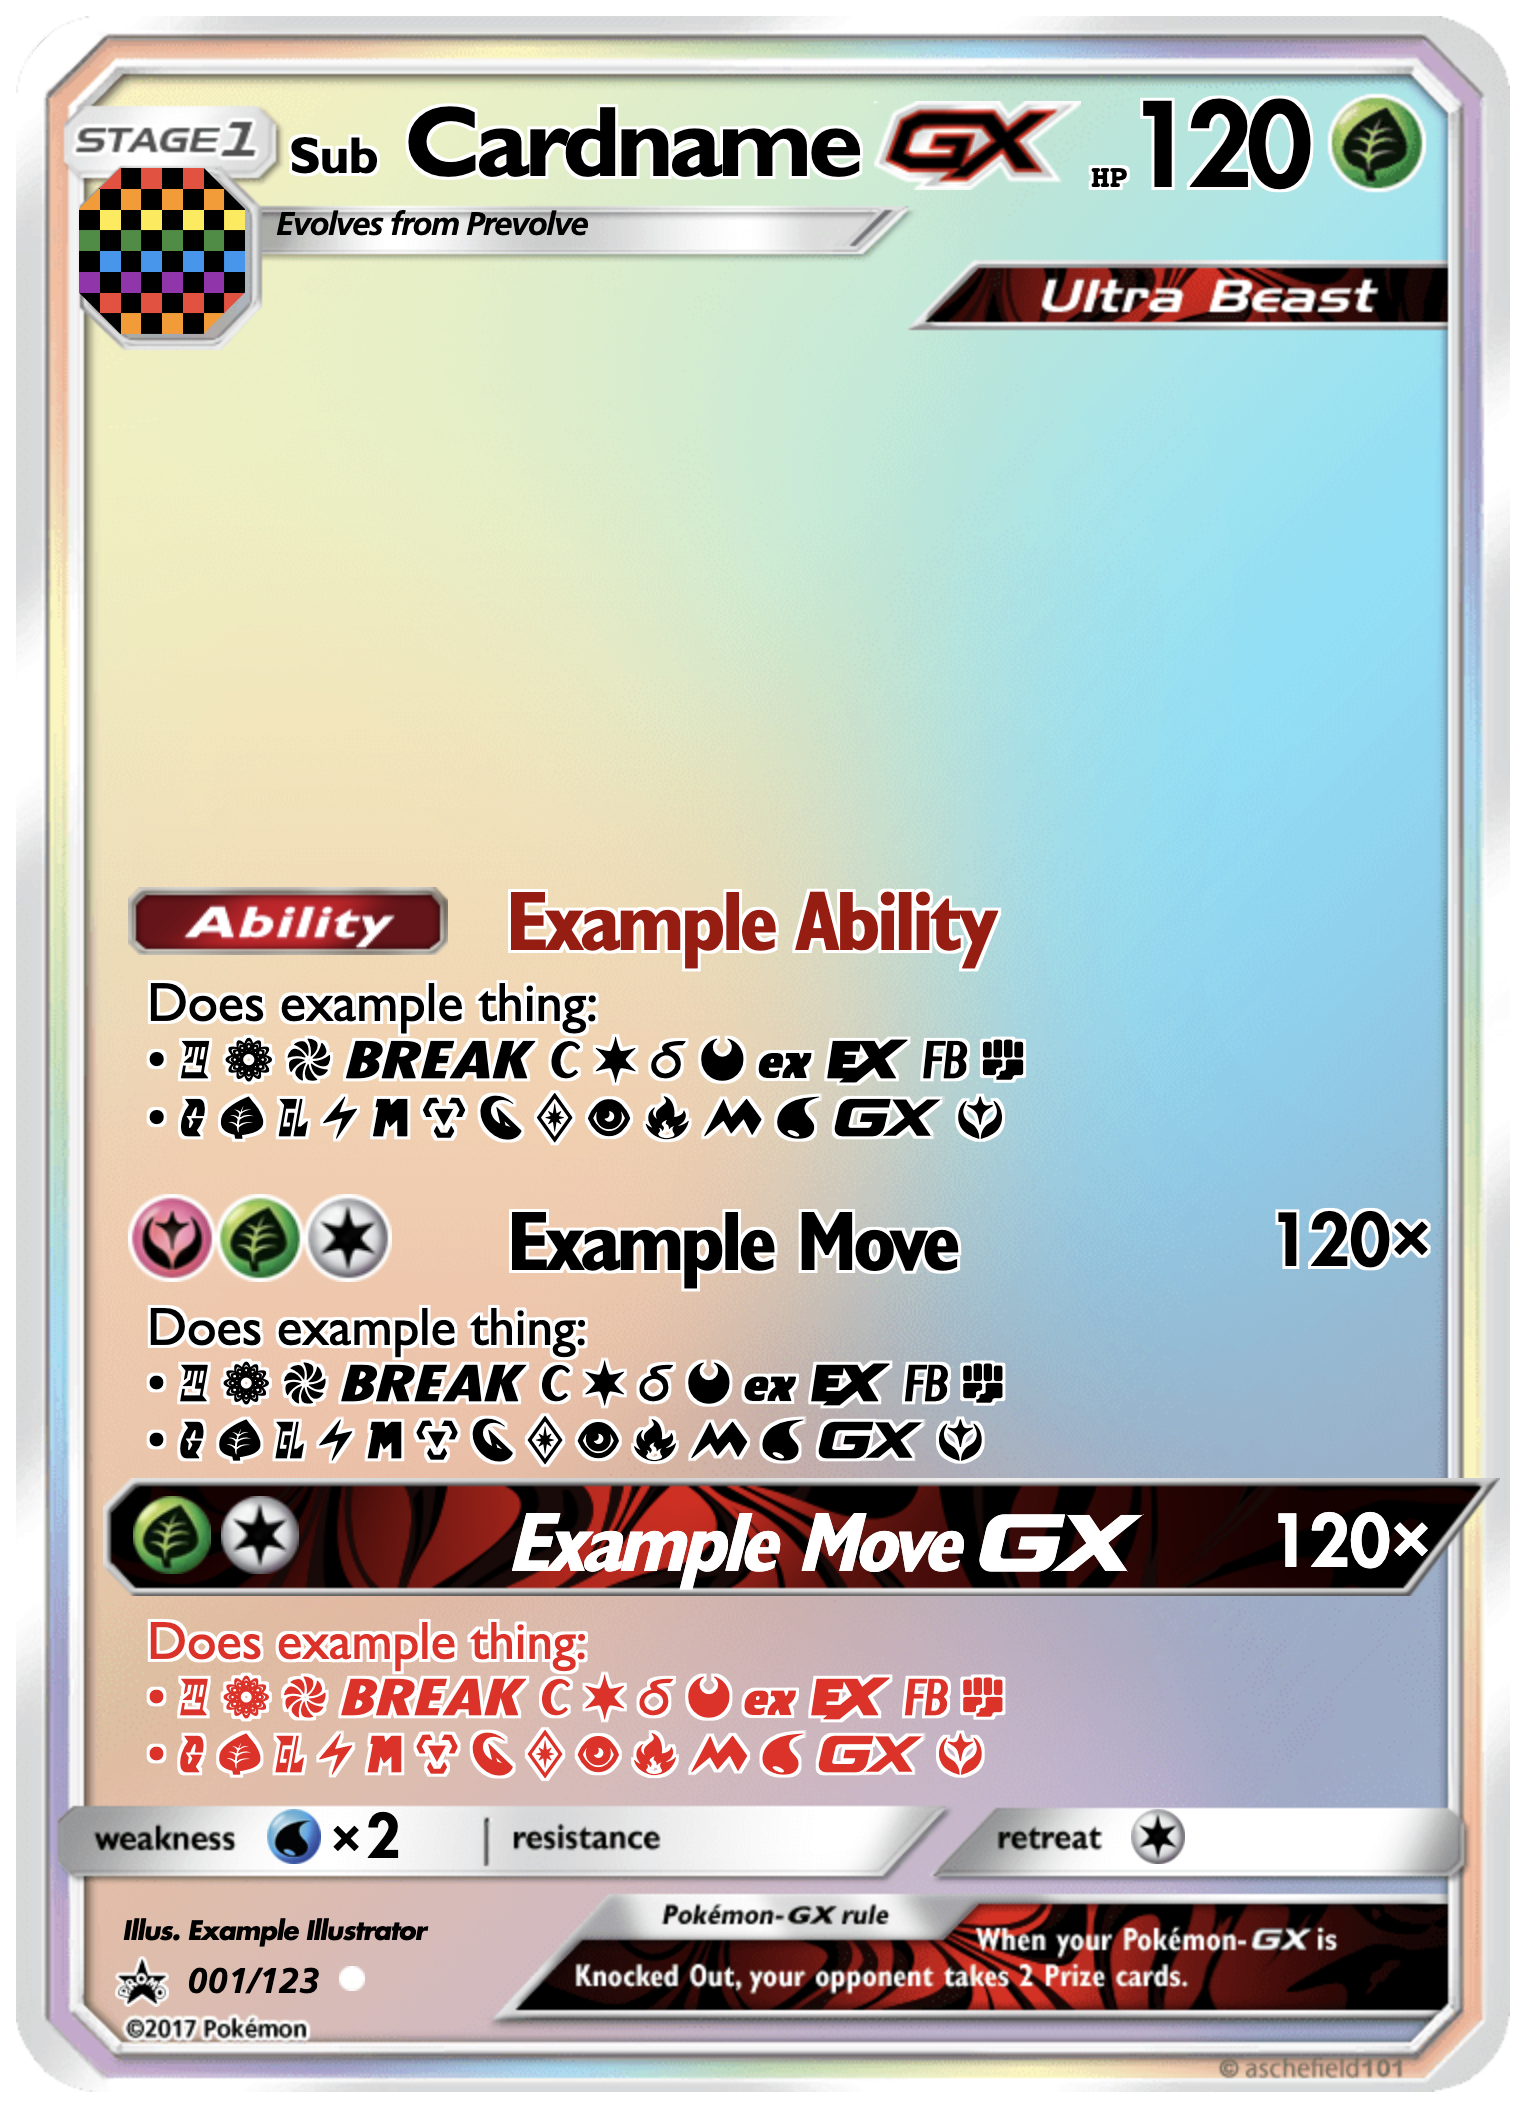 STAGE1 Sub Cardname GX HP 120
Evolves from Prevolve
Ultra Beast
Ability Example Ability
Does example thing:
• BREAK C δ ex EX FB
• G GL M GX
Example Move 120×
Does example thing:
• BREAK C δ ex EX FB
• G GL M GX
Example Move GX 120×
Does example thing:
• BREAK C δ ex EX FB
• G GL M GX
weakness ×2 | resistance retreat
Pokémon-GX rule
When your Pokémon-GX is
Knocked Out, your opponent takes 2 Prize cards.
Illus. Example Illustrator
PROMO 001/123
©2017 Pokémon
© aschefield101